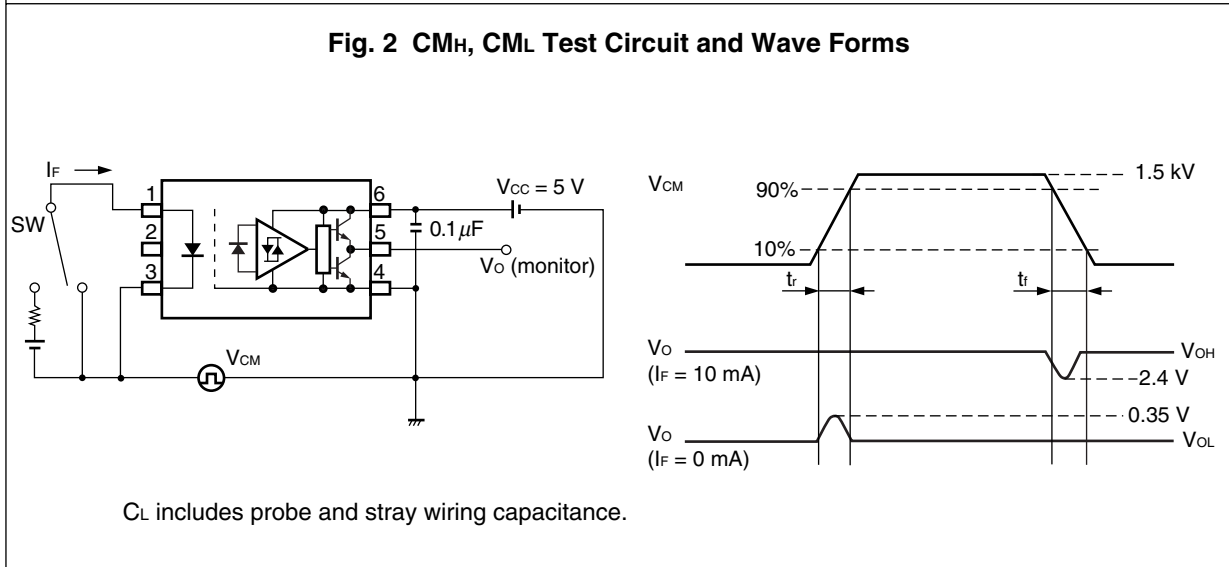 Fig. 2 CMH, CML Test Circuit and Wave Forms
IF
SW
1
2
3
6
5
4
VCC = 5 V
0.1 μF
VO (monitor)
VCM
VCM
90%
10%
1.5 kV
tr
tf
VO
(IF = 10 mA)
VOH
2.4 V
0.35 V
VO
(IF = 0 mA)
VOL
CL includes probe and stray wiring capacitance.